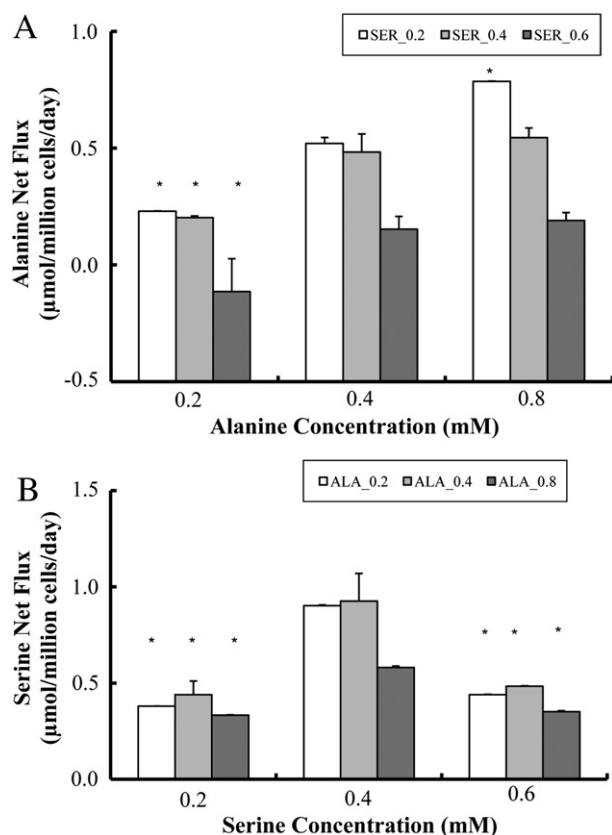 A
SER_0.2 SER_0.4 SER_0.6
Alanine Net Flux
(µmol/million cells/day)
1.0
0.5
0.0
-0.5
* * * *
0.2 0.4 0.8
Alanine Concentration (mM)
B
ALA_0.2 ALA_0.4 ALA_0.8
Serine Net Flux
(µmol/million cells/day)
1.5
1.0
0.5
0.0
* * * * * *
0.2 0.4 0.6
Serine Concentration (mM)